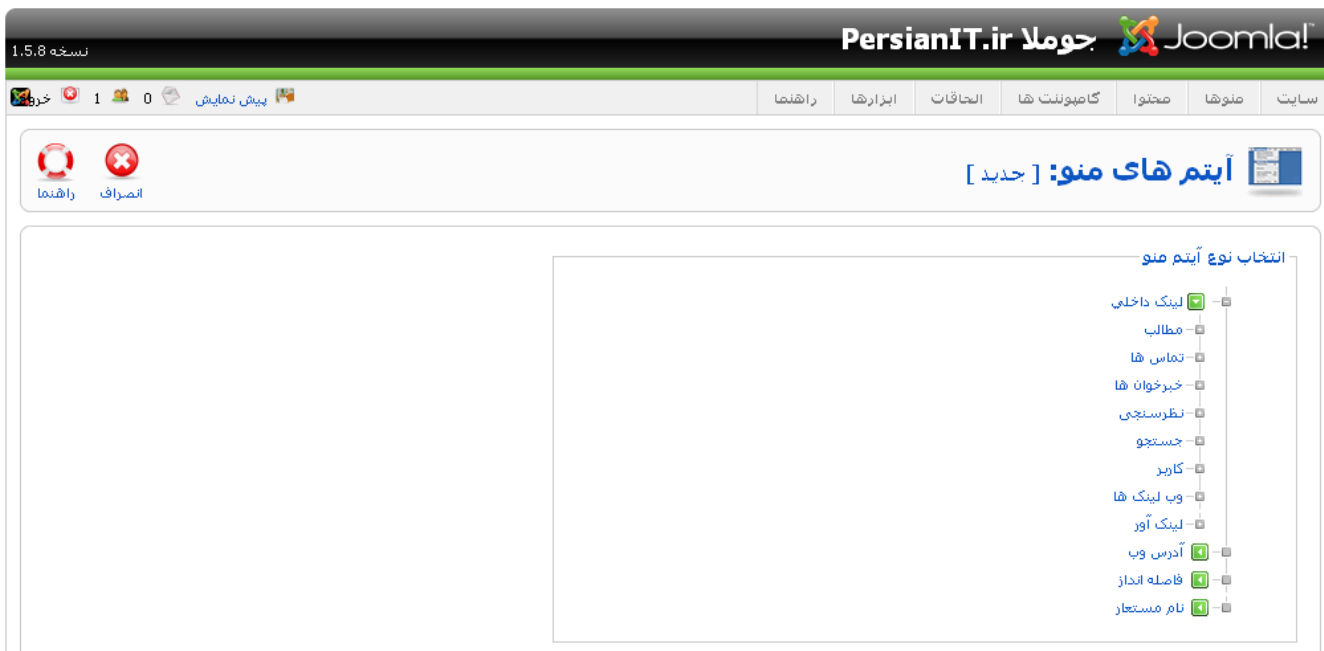 Joomla!™ جوملا PersianIT.ir
نسخه 1.5.8
سایت منوها محتوا کامپوننت ها الحاقات ابزارها راهنما
پیش نمایش 0 1 خروج
آیتم های منو: [ جدید ]
انصراف راهنما
انتخاب نوع آیتم منو
لینک داخلی
مطالب
تماس ها
خبرخوان ها
نظرسنجی
جستجو
کاربر
وب لینک ها
لینک آور
آدرس وب
فاصله انداز
نام مستعار